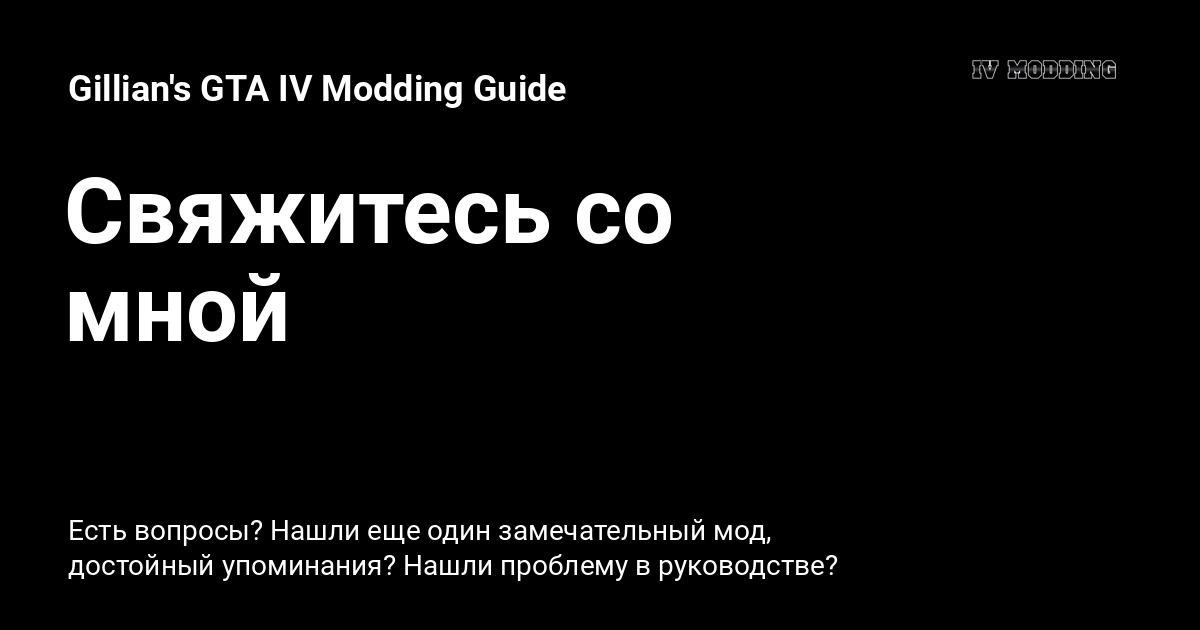 Gillian's GTA IV Modding Guide
IV MODDING
Свяжитесь со
мной
Есть вопросы? Нашли еще один замечательный мод,
достойный упоминания? Нашли проблему в руководстве?